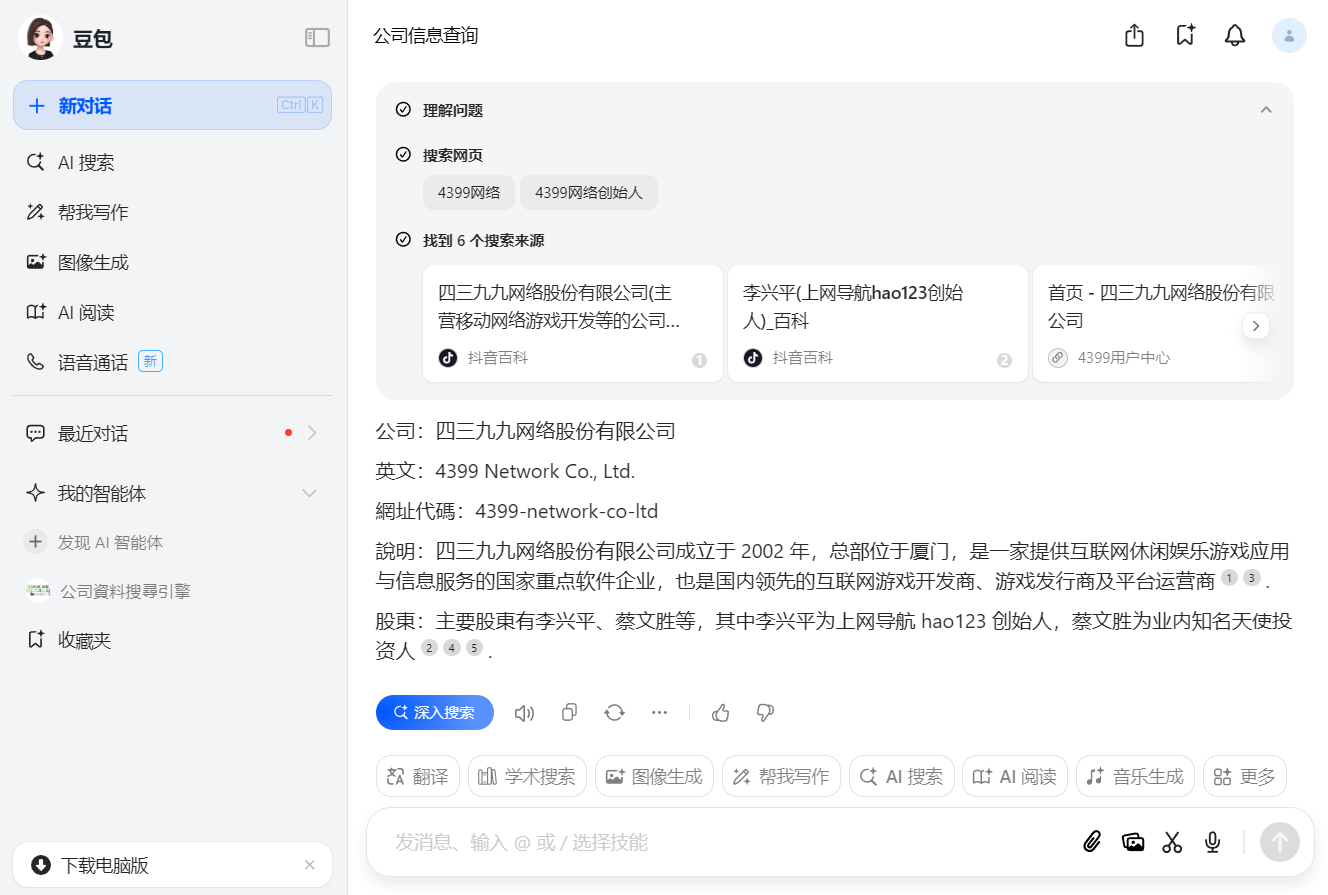 豆包
新对话
Ctrl K
AI 搜索
帮我写作
图像生成
AI 阅读
语音通话 新
最近对话
我的智能体
发现 AI 智能体
公司資料搜尋引擎
收藏夹
下载电脑版
公司信息查询
理解问题
搜索网页
4399网络 4399网络创始人
找到 6 个搜索来源
四三九九网络股份有限公司(主
营移动网络游戏开发等的公司...
抖音百科 1
李兴平(上网导航hao123创始
人)_百科
抖音百科 2
首页 - 四三九九网络股份有限
公司
4399用户中心
公司：四三九九网络股份有限公司
英文：4399 Network Co., Ltd.
網址代碼：4399-network-co-ltd
說明：四三九九网络股份有限公司成立于 2002 年，总部位于厦门，是一家提供互联网休闲娱乐游戏应用
与信息服务的国家重点软件企业，也是国内领先的互联网游戏开发商、游戏发行商及平台运营商 1 3 .
股東：主要股東有李兴平、蔡文胜等，其中李兴平为上网导航 hao123 创始人，蔡文胜为业内知名天使投
资人 2 4 5 .
深入搜索
翻译 学术搜索 图像生成 帮我写作 AI 搜索 AI 阅读 音乐生成 更多
发消息、输入 @ 或 / 选择技能